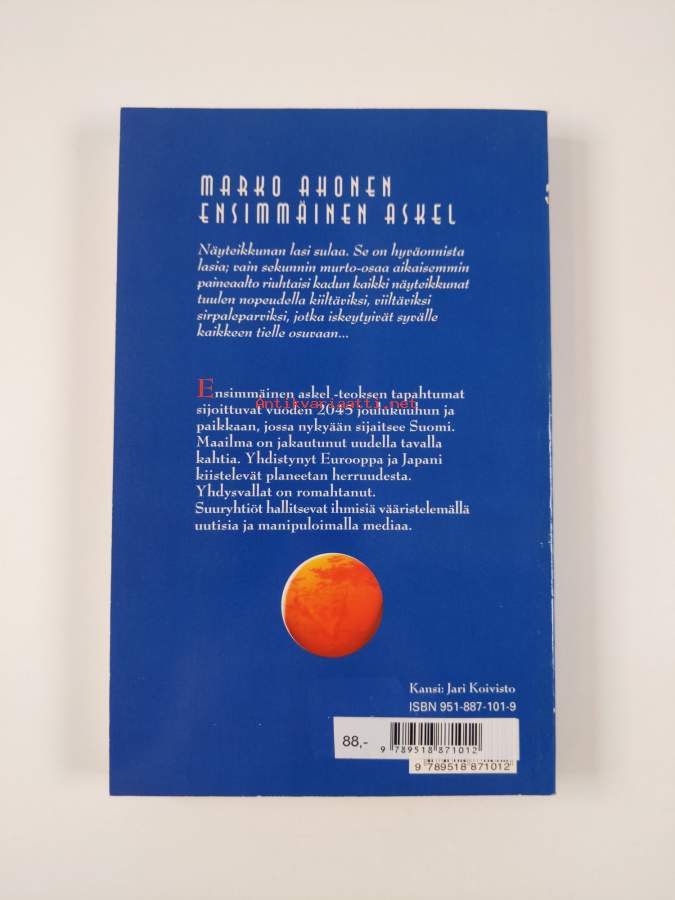 MARKO AHONEN
ENSIMMÄINEN ASKEL
Näyteikkunan lasi sulaa. Se on hyväonnista
lasia; vain sekunnin murto-osaa aikaisemmin
paineaalto riuhtaisi kadun kaikki näyteikkunat
tuulen nopeudella kiiltäviksi, viiltäviksi
sirpaleparviksi, jotka iskeytyivät syvälle
kaikkeen tielle osuvaan...
Ensimmäinen askel -teoksen tapahtumat
Antikvariaatti.net
sijoittuvat vuoden 2045 joulukuuhun ja
paikkaan, jossa nykyään sijaitsee Suomi.
Maailma on jakautunut uudella tavalla
kahtia. Yhdistynyt Eurooppa ja Japani
kiistelevät planeetan herruudesta.
Yhdysvallat on romahtanut.
Suuryhtiöt hallitsevat ihmisiä vääristelemällä
uutisia ja manipuloimalla mediaa.
Kansi: Jari Koivisto
ISBN 951-887-101-9
88,-
9 789518 871012
9 789518 871012